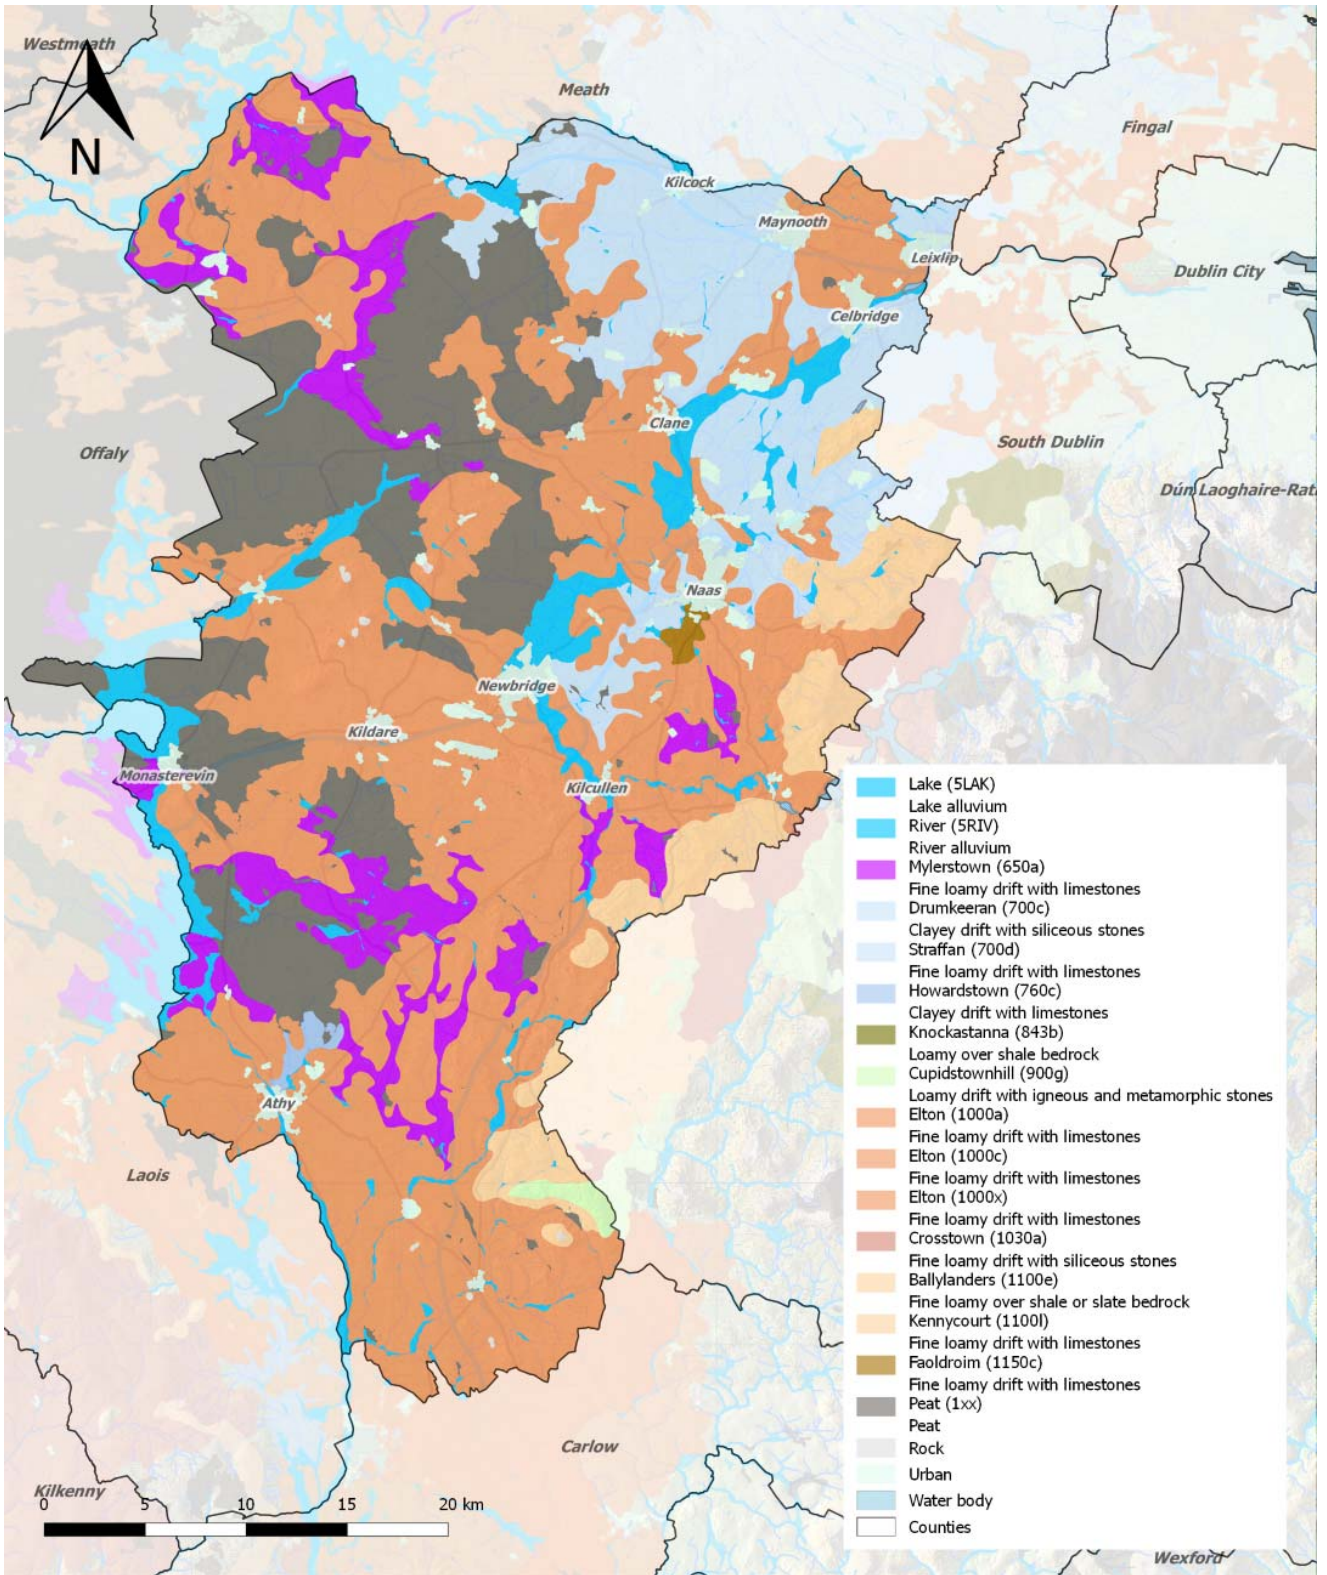 Westmeath
Meath
Fingal
N
Kilcock
Maynooth
Leixlip
Dublin City
Celbridge
Clane
South Dublin
Offaly
Dún Laoghaire-Rat
Naas
Newbridge
Kildare
Monasterevin
Kilcullen
Athy
Laois
Carlow
Kilkenny
Wexford
0 5 10 15 20 km
Lake (5LAK)
Lake alluvium
River (5RIV)
River alluvium
Mylerstown (650a)
Fine loamy drift with limestones
Drumkeeran (700c)
Clayey drift with siliceous stones
Straffan (700d)
Fine loamy drift with limestones
Howardstown (760c)
Clayey drift with limestones
Knockastanna (843b)
Loamy over shale bedrock
Cupidstownhill (900g)
Loamy drift with igneous and metamorphic stones
Elton (1000a)
Fine loamy drift with limestones
Elton (1000c)
Fine loamy drift with limestones
Elton (1000x)
Fine loamy drift with limestones
Crosstown (1030a)
Fine loamy drift with siliceous stones
Ballylanders (1100e)
Fine loamy over shale or slate bedrock
Kennycourt (1100l)
Fine loamy drift with limestones
Faoldroim (1150c)
Fine loamy drift with limestones
Peat (1xx)
Peat
Rock
Urban
Water body
Counties